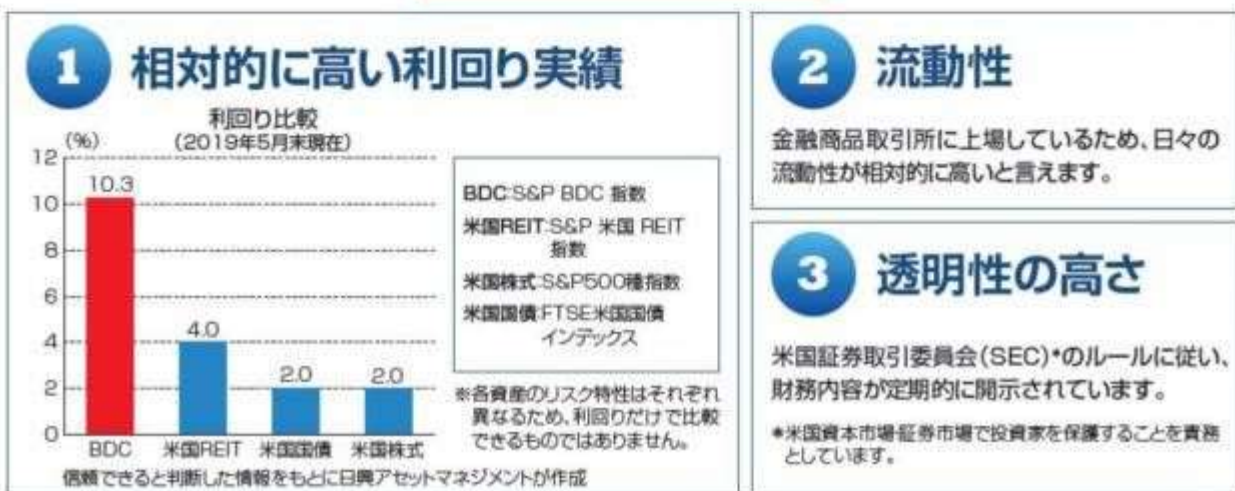 1 相対的に高い利回り実績
利回り比較
(%)
(2019年5月末現在)
12
10
8
6
4
2
0
10.3
4.0
2.0
2.0
BDC
米国REIT
米国国債
米国株式
BDC:S&P BDC 指数
米国REIT:S&P 米国 REIT
指数
米国株式:S&P500種指数
米国国債:FTSE米国国債
インデックス
※各資産のリスク特性はそれぞれ
異なるため、利回りだけで比較
できるものではありません。
信頼できると判断した情報をもとに日興アセットマネジメントが作成
2 流動性
金融商品取引所に上場しているため、日々の
流動性が相対的に高いと言えます。
3 透明性の高さ
米国証券取引委員会(SEC)*のルールに従い、
財務内容が定期的に開示されています。
*米国資本市場・証券市場で投資家を保護することを責務
としています。